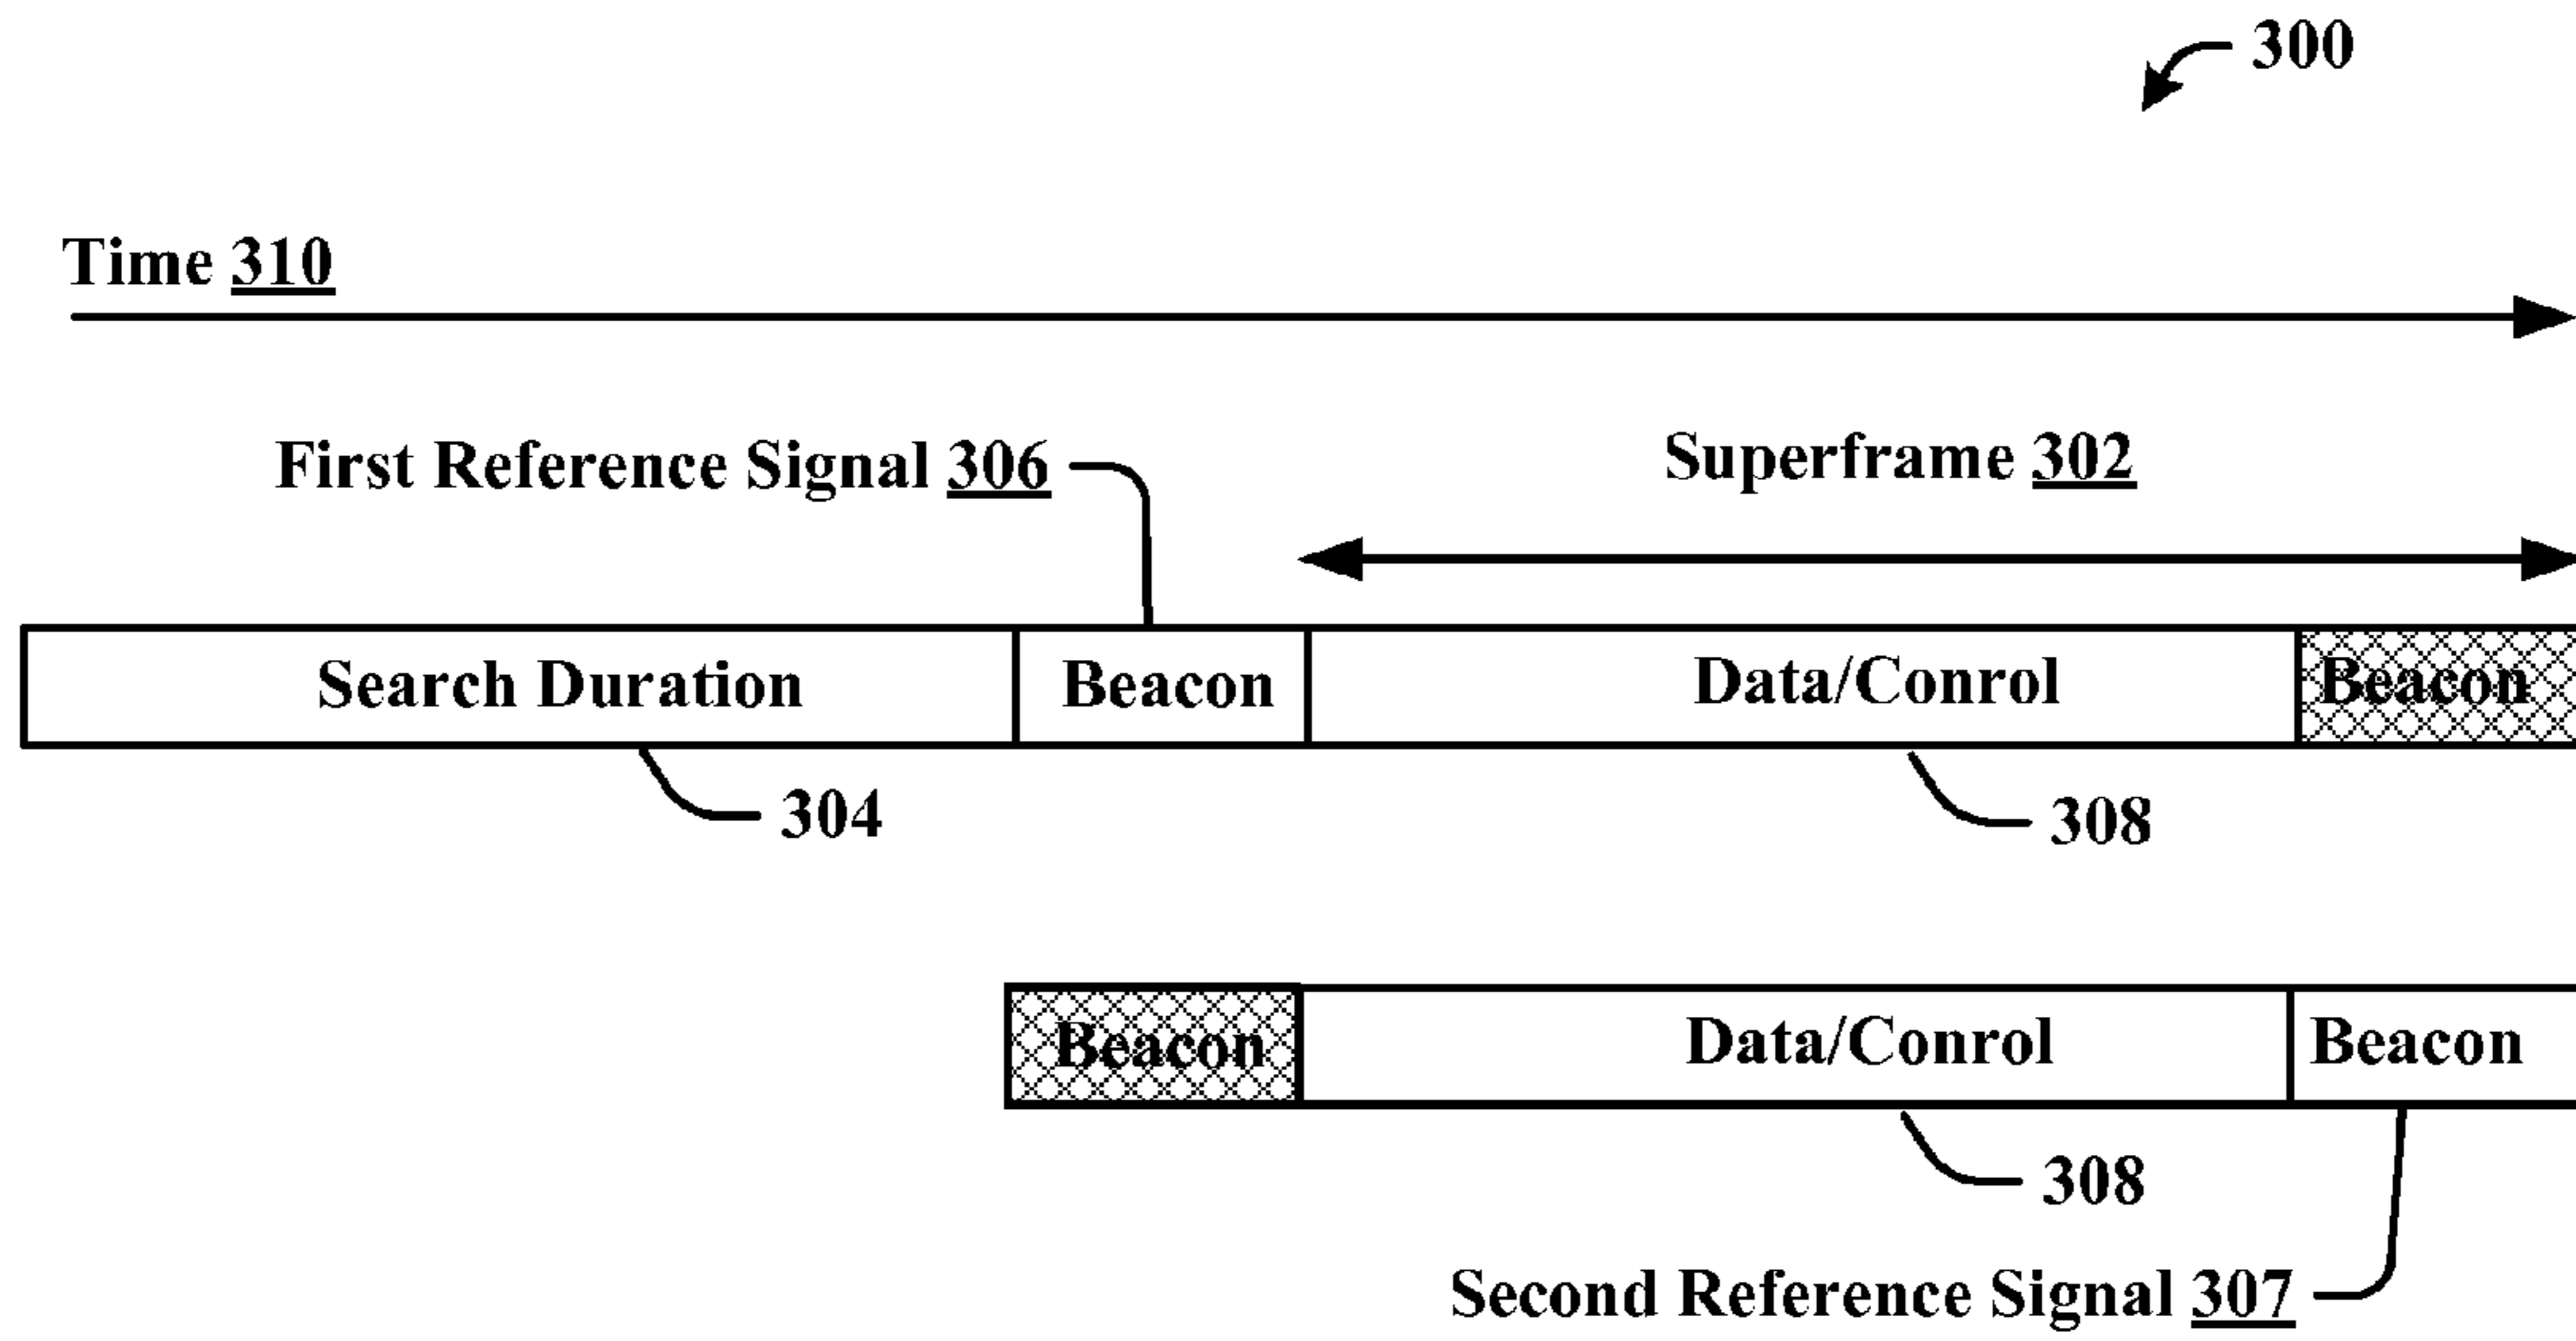 300
Time 310
First Reference Signal 306
Superframe 302
Search Duration Beacon Data/Conrol Beacon
304
308
Beacon Data/Conrol Beacon
308
Second Reference Signal 307